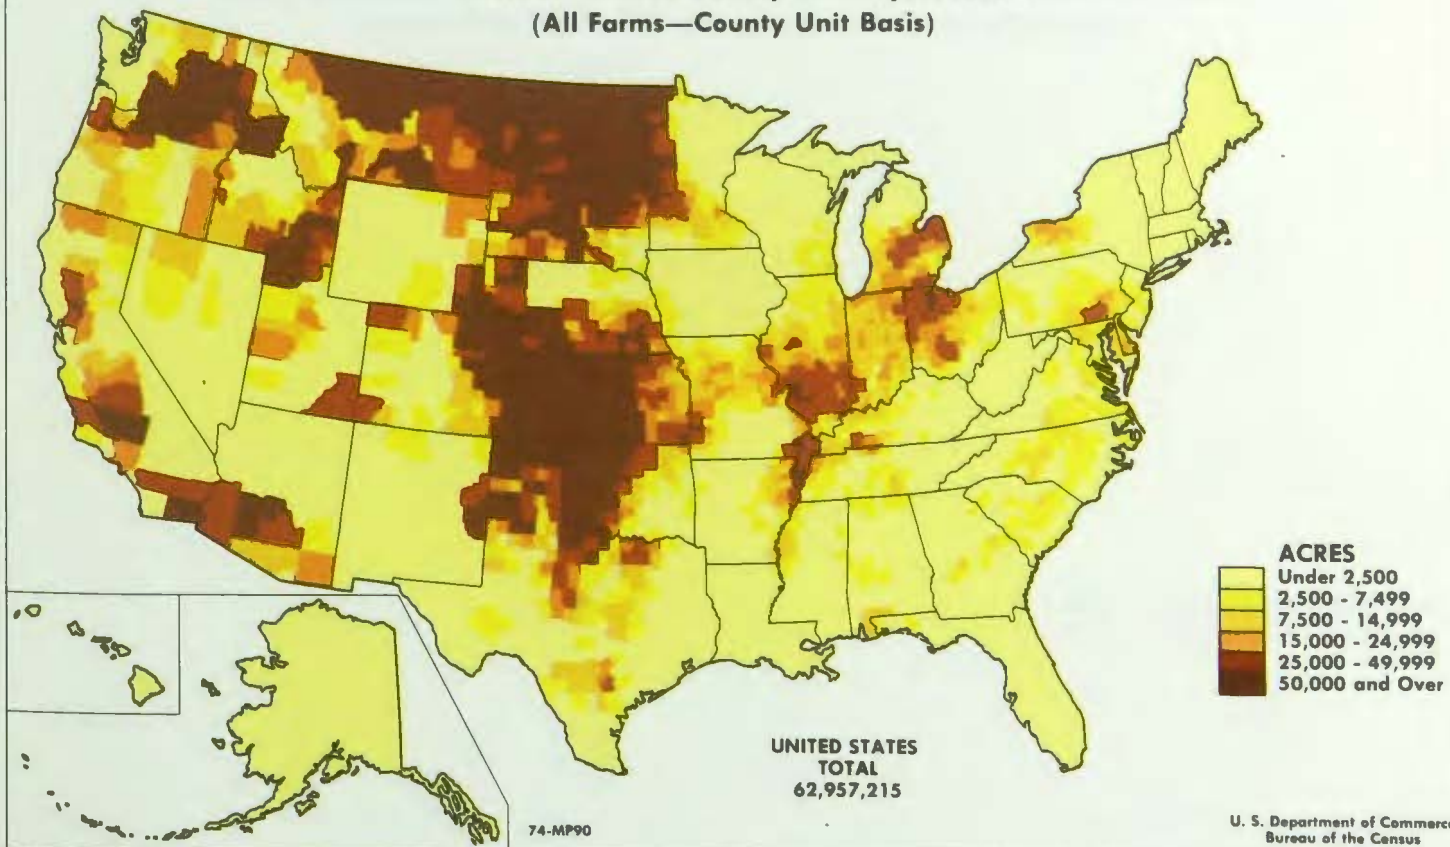 (All Farms—County Unit Basis)
ACRES
Under 2,500
2,500 - 7,499
7,500 - 14,999
15,000 - 24,999
25,000 - 49,999
50,000 and Over
UNITED STATES
TOTAL
62,957,215
74-MP90
U. S. Department of Commerce
Bureau of the Census